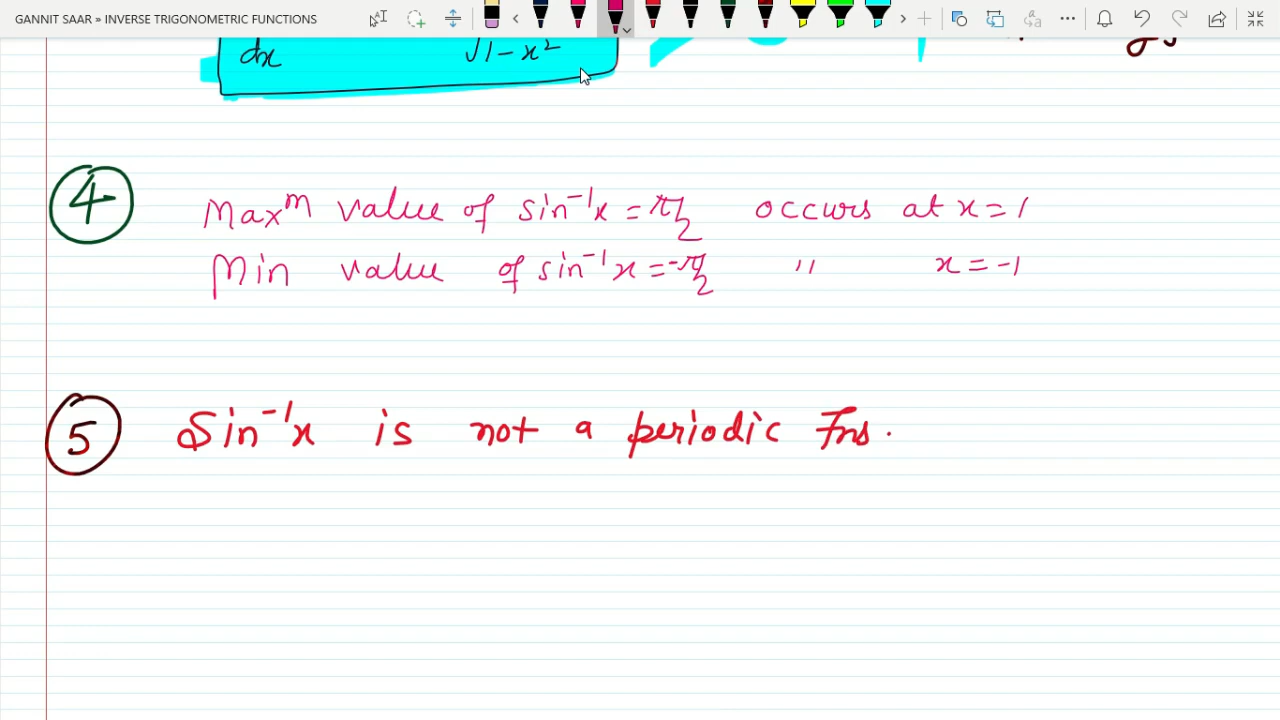 GANNIT SAAR » INVERSE TRIGONOMETRIC FUNCTIONS
dx √1-x²
4 Maxᵐ value of sin⁻¹x = π/2 occurs at x = 1
Min value of sin⁻¹x = -π/2 " x = -1
5 Sin⁻¹x is not a periodic Fns.